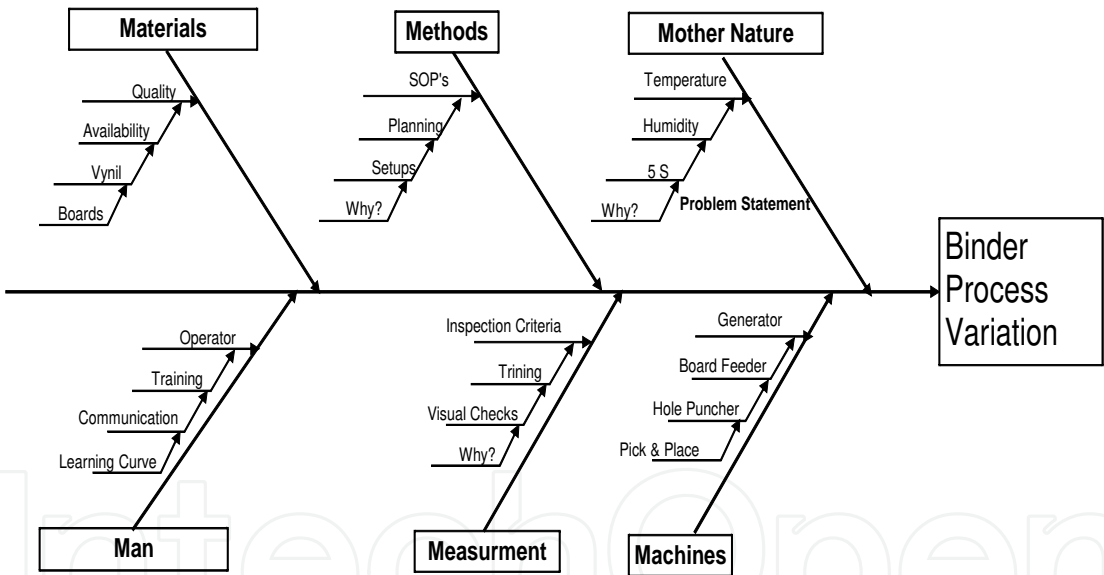 Materials
Methods
Mother Nature
Quality
Availability
Vynil
Boards
SOP's
Planning
Setups
Why?
Temperature
Humidity
5 S
Why?
Problem Statement
Binder
Process
Variation
Operator
Training
Communication
Learning Curve
Inspection Criteria
Trining
Visual Checks
Why?
Generator
Board Feeder
Hole Puncher
Pick & Place
Man
Measurment
Machines
IntechOpen